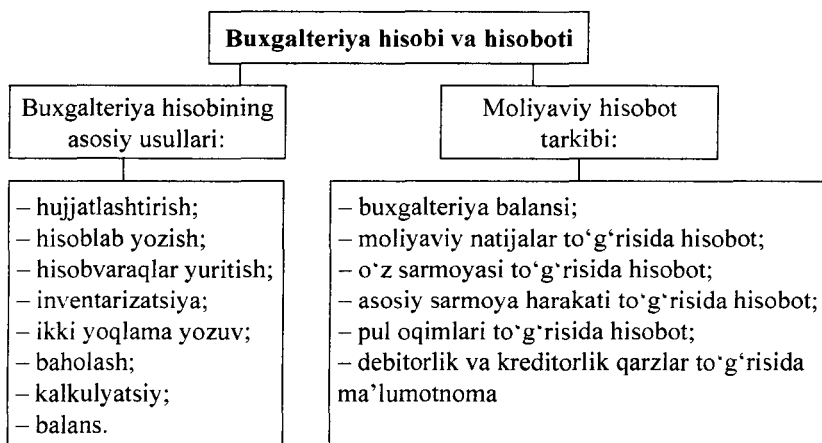 Buxgalteriya hisobi va hisoboti
Buxgalteriya hisobining
asosiy usullari:
Moliyaviy hisobot
tarkibi:
– hujjatlashtirish;
– hisoblab yozish;
– hisobvaraqlar yuritish;
– inventarizatsiya;
– ikki yoqlama yozuv;
– baholash;
– kalkulyatsiy;
– balans.
– buxgalteriya balansi;
– moliyaviy natijalar to‘g‘risida hisobot;
– o‘z sarmoyasi to‘g‘risida hisobot;
– asosiy sarmoya harakati to‘g‘risida hisobot;
– pul oqimlari to‘g‘risida hisobot;
– debitorlik va kreditorlik qarzlar to‘g‘risida
ma’lumotnoma